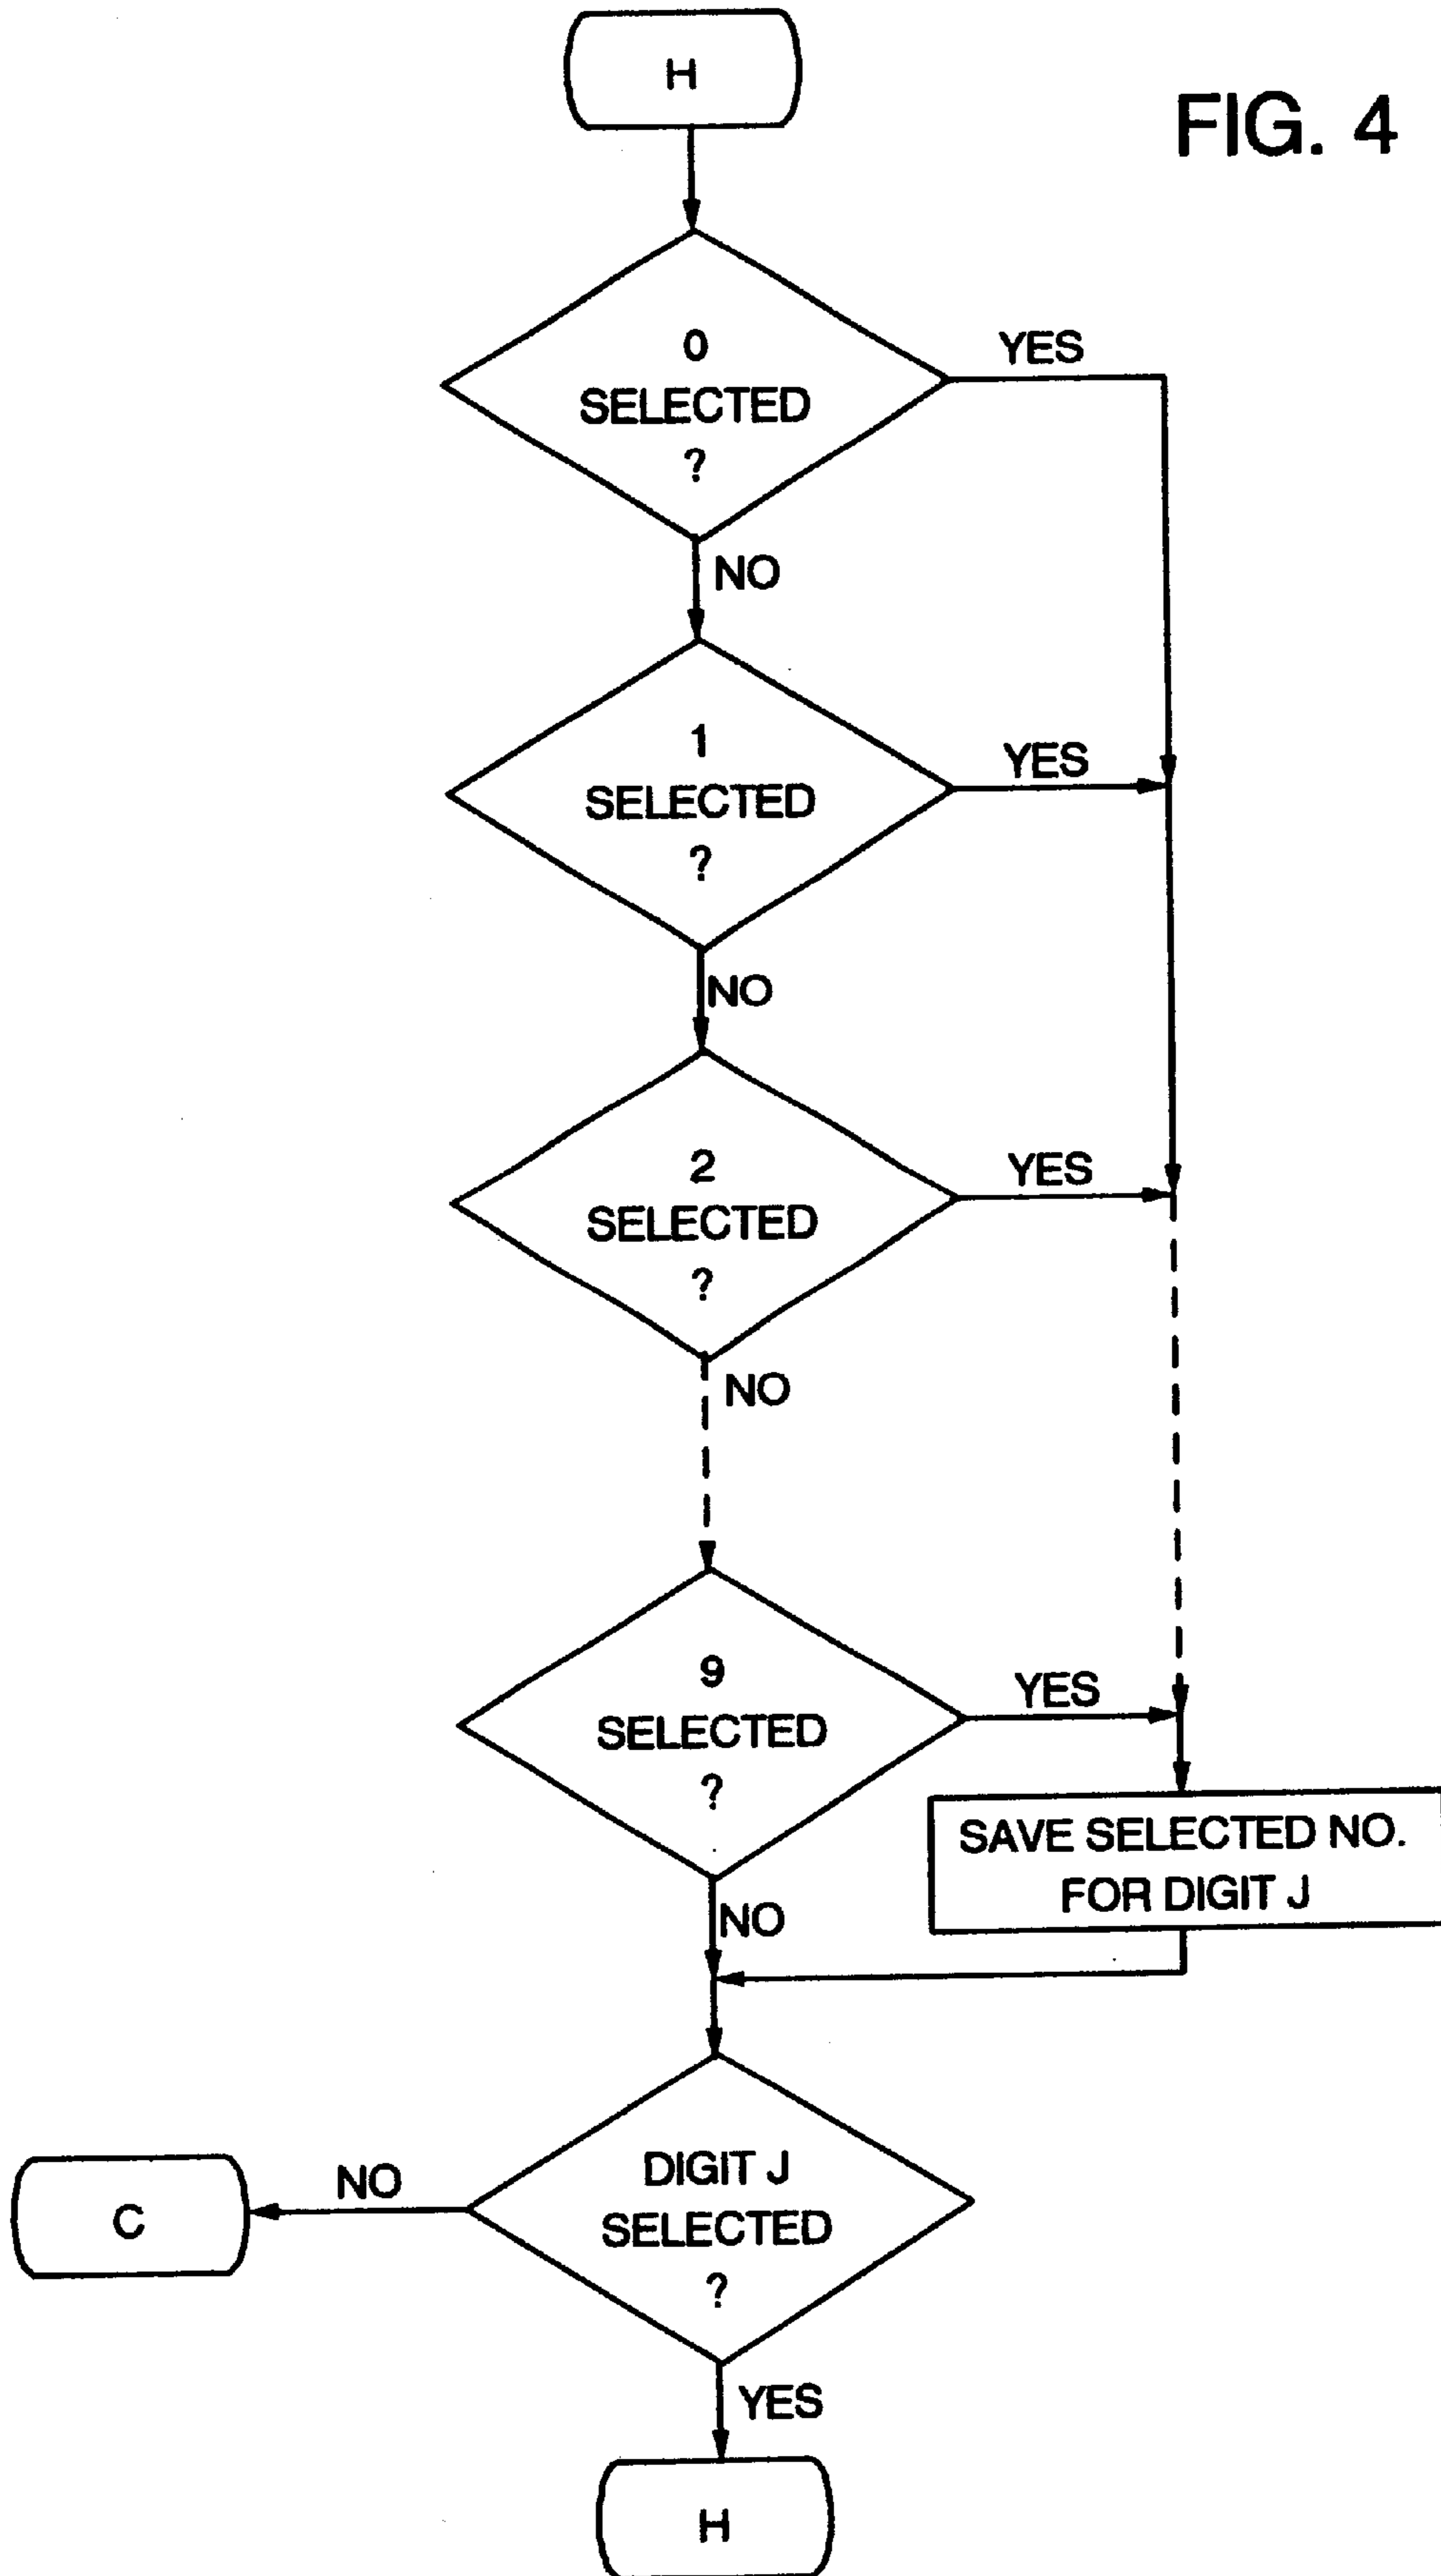 H
FIG. 4
0
SELECTED
?
YES
NO
1
SELECTED
?
YES
NO
2
SELECTED
?
YES
NO
9
SELECTED
?
YES
NO
SAVE SELECTED NO.
FOR DIGIT J
DIGIT J
SELECTED
?
NO
C
YES
H